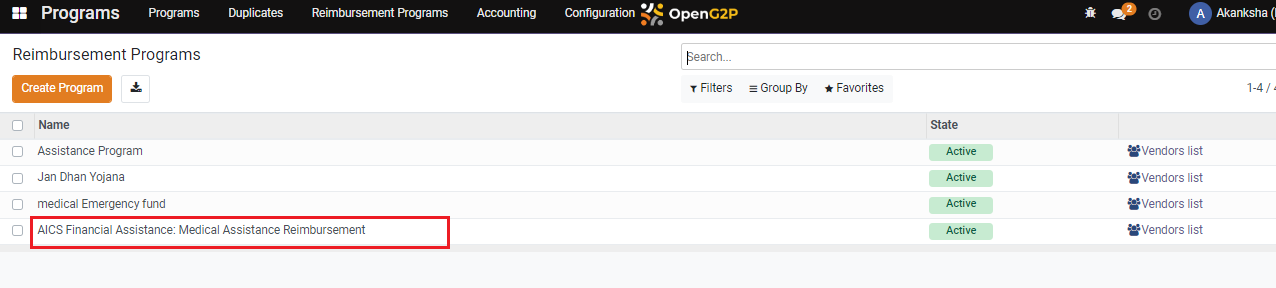 Programs Programs Duplicates Reimbursement Programs Accounting Configuration OpenG2P 2 A Akanksha (
Reimbursement Programs
Search...
Create Program
Filters Group By Favorites 1-4 /
Name State
Assistance Program Active Vendors list
Jan Dhan Yojana Active Vendors list
medical Emergency fund Active Vendors list
AICS Financial Assistance: Medical Assistance Reimbursement Active Vendors list